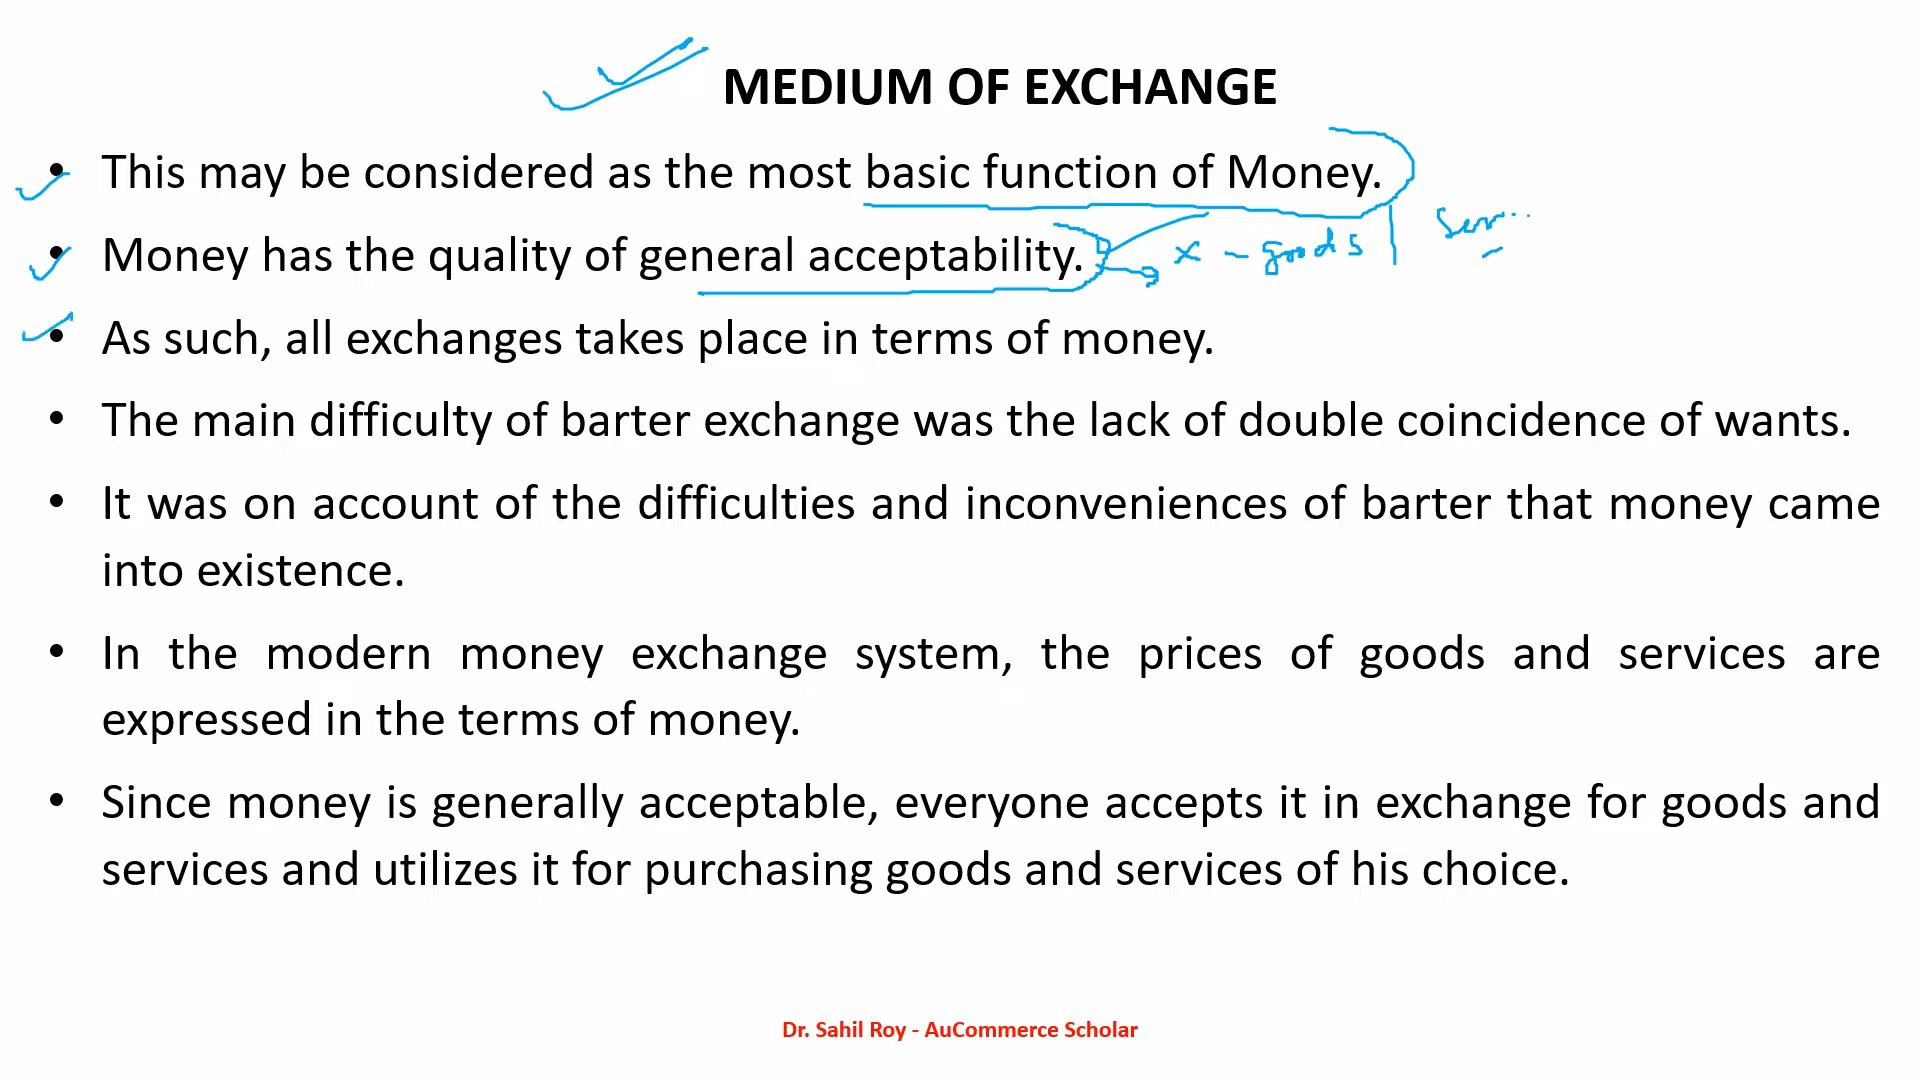 MEDIUM OF EXCHANGE
• This may be considered as the most basic function of Money.
• Money has the quality of general acceptability. x - goods | Serv..
• As such, all exchanges takes place in terms of money.
• The main difficulty of barter exchange was the lack of double coincidence of wants.
• It was on account of the difficulties and inconveniences of barter that money came
into existence.
• In the modern money exchange system, the prices of goods and services are
expressed in the terms of money.
• Since money is generally acceptable, everyone accepts it in exchange for goods and
services and utilizes it for purchasing goods and services of his choice.
Dr. Sahil Roy - AuCommerce Scholar